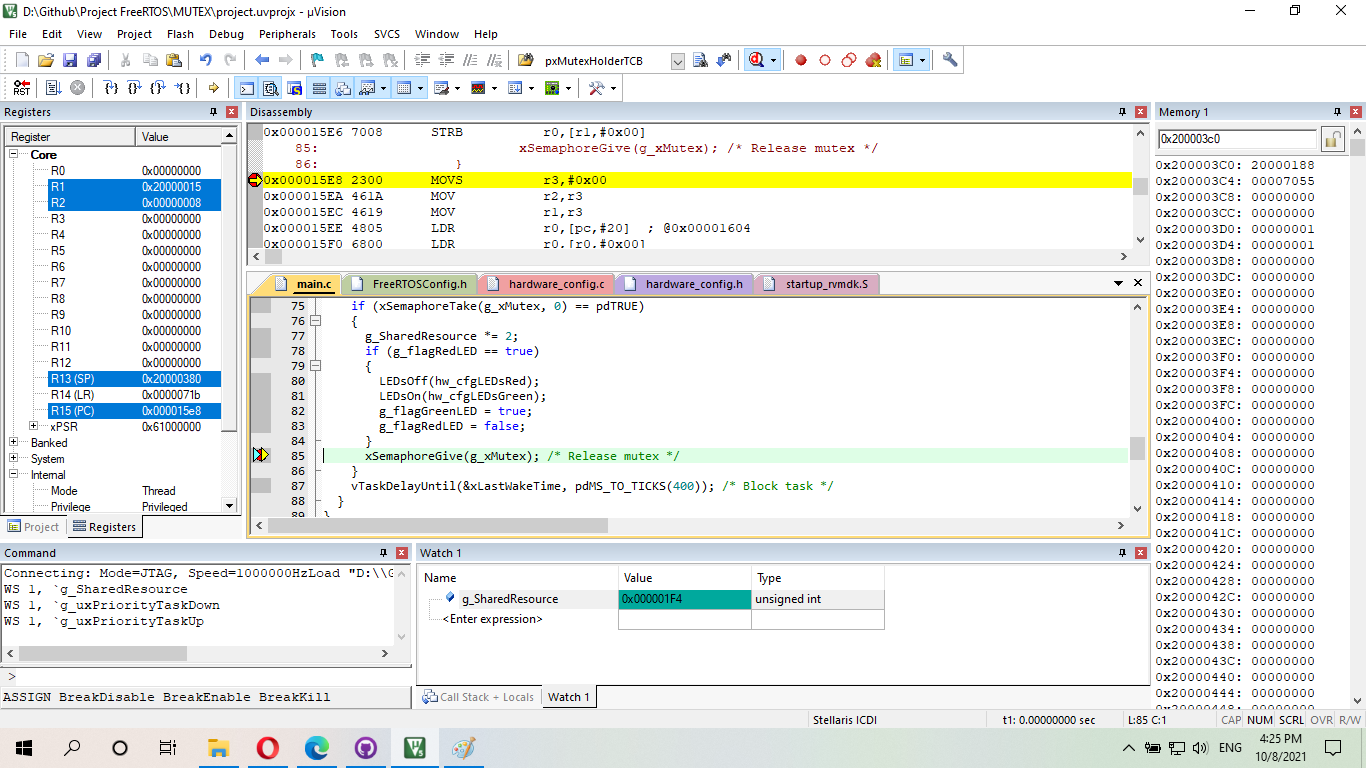 D:\Github\Project FreeRTOS\MUTEX\project.uvprojx - µVision
File Edit View Project Flash Debug Peripherals Tools SVCS Window Help
pxMutexHolderTCB
RST
Registers
Register Value
Core
R0 0x00000000
R1 0x20000015
R2 0x00000008
R3 0x00000000
R4 0x00000000
R5 0x00000000
R6 0x00000000
R7 0x00000000
R8 0x00000000
R9 0x00000000
R10 0x00000000
R11 0x00000000
R12 0x00000000
R13 (SP) 0x20000380
R14 (LR) 0x0000071b
R15 (PC) 0x000015e8
xPSR 0x61000000
Banked
System
Internal
Mode Thread
Privilege Privileged
Project Registers
Disassembly
0x000015E6 7008 STRB r0,[r1,#0x00]
85: xSemaphoreGive(g_xMutex); /* Release mutex */
86: }
0x000015E8 2300 MOVS r3,#0x00
0x000015EA 461A MOV r2,r3
0x000015EC 4619 MOV r1,r3
0x000015EE 4805 LDR r0,[pc,#20] ; @0x00001604
0x000015F0 6800 LDR r0,[r0,#0x00]
main.c FreeRTOSConfig.h hardware_config.c hardware_config.h startup_rvmdk.S
75 if (xSemaphoreTake(g_xMutex, 0) == pdTRUE)
76 {
77 g_SharedResource *= 2;
78 if (g_flagRedLED == true)
79 {
80 LEDsOff(hw_cfgLEDsRed);
81 LEDsOn(hw_cfgLEDsGreen);
82 g_flagGreenLED = true;
83 g_flagRedLED = false;
84 }
85 xSemaphoreGive(g_xMutex); /* Release mutex */
86 }
87 vTaskDelayUntil(&xLastWakeTime, pdMS_TO_TICKS(400)); /* Block task */
88 }
89 }
Memory 1
0x200003c0
0x200003C0: 20000188
0x200003C4: 00007055
0x200003C8: 00000000
0x200003CC: 00000000
0x200003D0: 00000001
0x200003D4: 00000001
0x200003D8: 00000000
0x200003DC: 00000000
0x200003E0: 00000000
0x200003E4: 00000000
0x200003E8: 00000000
0x200003EC: 00000000
0x200003F0: 00000000
0x200003F4: 00000000
0x200003F8: 00000000
0x200003FC: 00000000
0x20000400: 00000000
0x20000404: 00000000
0x20000408: 00000000
0x2000040C: 00000000
0x20000410: 00000000
0x20000414: 00000000
0x20000418: 00000000
0x2000041C: 00000000
0x20000420: 00000000
0x20000424: 00000000
0x20000428: 00000000
0x2000042C: 00000000
0x20000430: 00000000
0x20000434: 00000000
0x20000438: 00000000
0x2000043C: 00000000
0x20000440: 00000000
0x20000444: 00000000
0x20000448: 00000000
Command
Connecting: Mode=JTAG, Speed=1000000HzLoad "D:\\G
WS 1, `g_SharedResource
WS 1, `g_uxPriorityTaskDown
WS 1, `g_uxPriorityTaskUp
>
ASSIGN BreakDisable BreakEnable BreakKill
Watch 1
Name Value Type
g_SharedResource 0x000001F4 unsigned int
<Enter expression>
Call Stack + Locals Watch 1
Stellaris ICDI t1: 0.00000000 sec L:85 C:1 CAP NUM SCRL OVR R/W
ENG
4:25 PM
10/8/2021